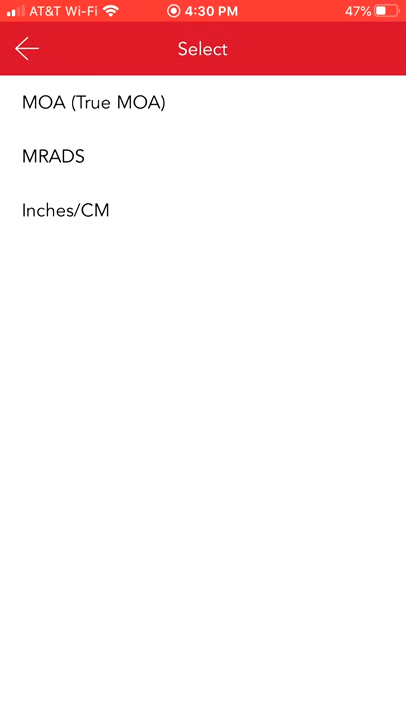 AT&T Wi-Fi 4:30 PM 47%
Select
MOA (True MOA)
MRADS
Inches/CM